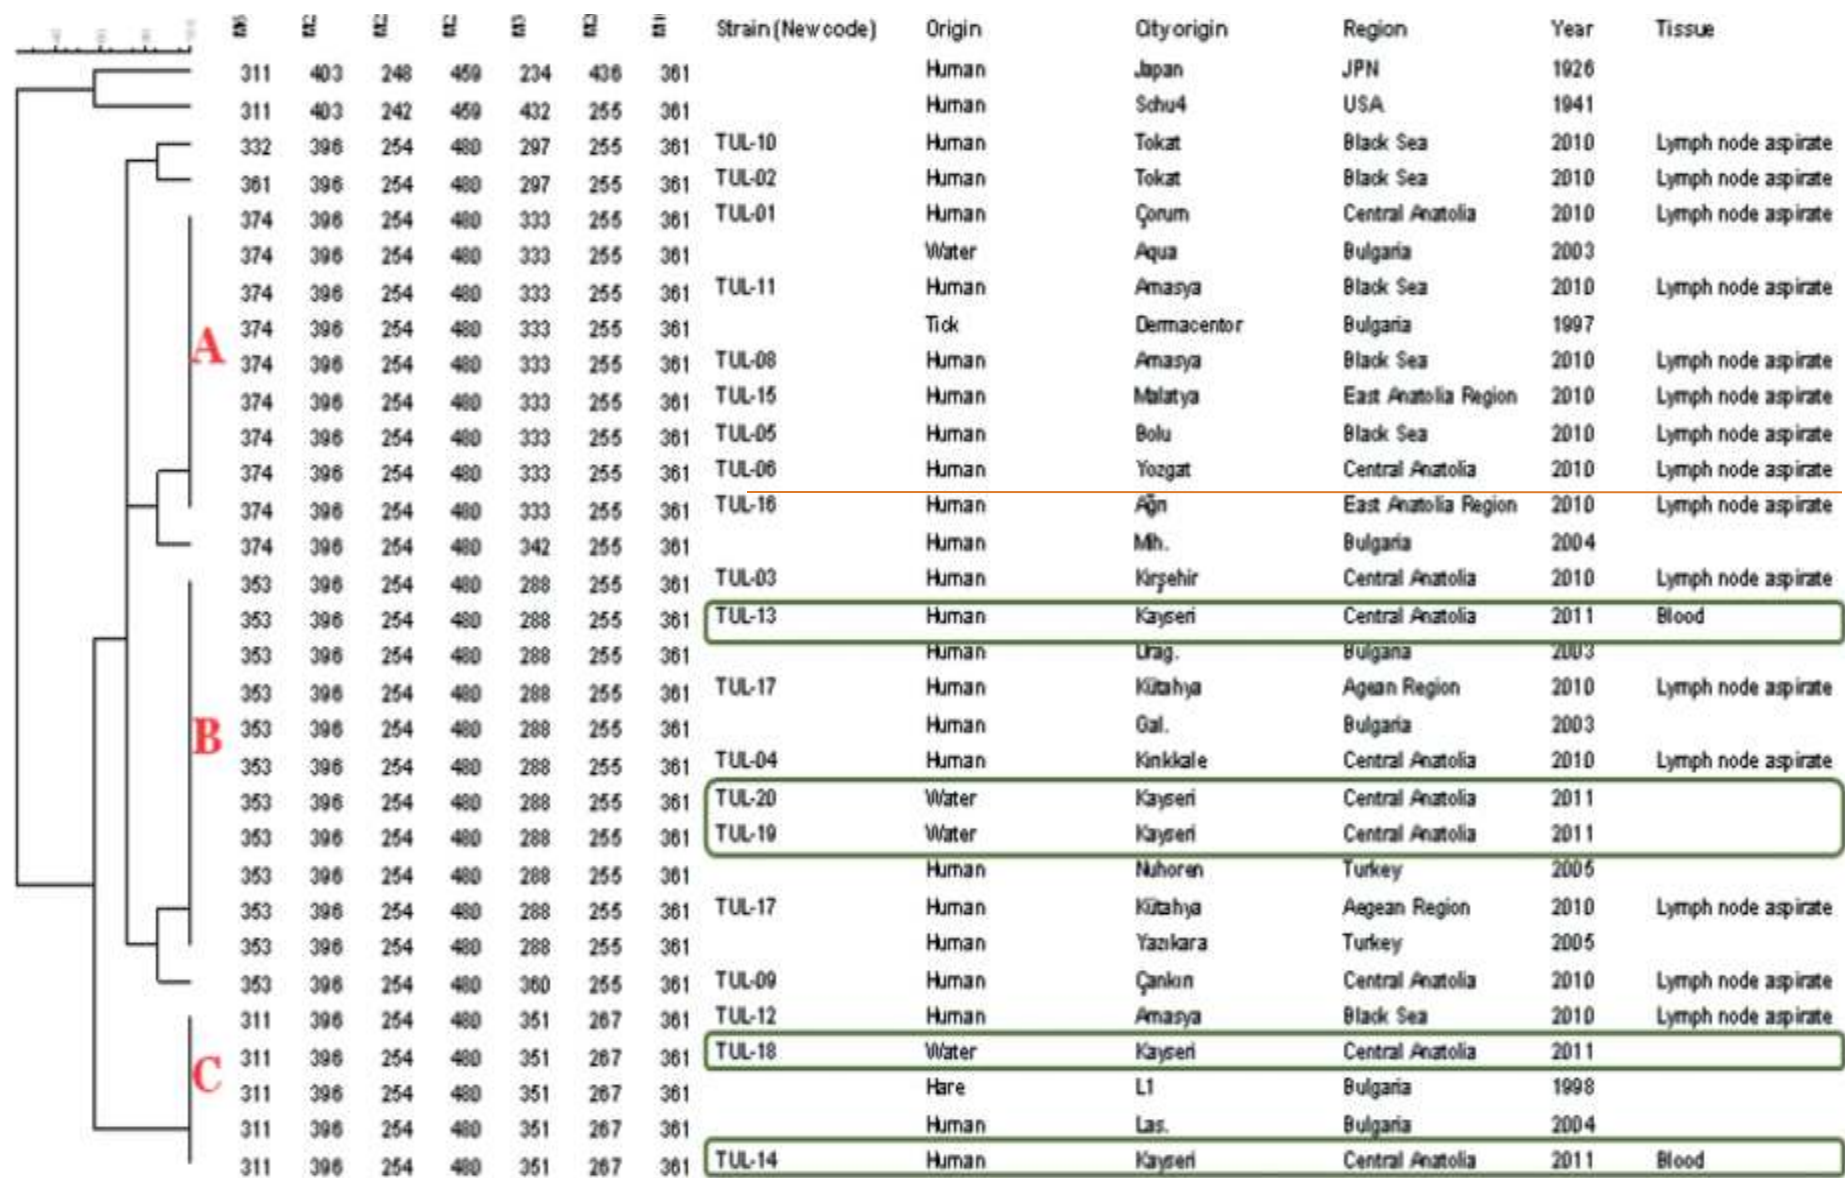 Strain (New code) Origin City origin Region Year Tissue
311 403 248 459 234 436 361 Human Japan JPN 1926
311 403 242 459 432 255 361 Human Schu4 USA 1941
332 396 254 480 297 255 361 TUL-10 Human Tokat Black Sea 2010 Lymph node aspirate
361 396 254 480 297 255 361 TUL-02 Human Tokat Black Sea 2010 Lymph node aspirate
374 396 254 480 333 255 361 TUL-01 Human Çorum Central Anatolia 2010 Lymph node aspirate
374 396 254 480 333 255 361 Water Aqua Bulgaria 2003
374 396 254 480 333 255 361 TUL-11 Human Amasya Black Sea 2010 Lymph node aspirate
374 396 254 480 333 255 361 Tick Dermacentor Bulgaria 1997
A
374 396 254 480 333 255 361 TUL-08 Human Amasya Black Sea 2010 Lymph node aspirate
374 396 254 480 333 255 361 TUL-15 Human Malatya East Anatolia Region 2010 Lymph node aspirate
374 396 254 480 333 255 361 TUL-05 Human Bolu Black Sea 2010 Lymph node aspirate
374 396 254 480 333 255 361 TUL-06 Human Yozgat Central Anatolia 2010 Lymph node aspirate
374 396 254 480 333 255 361 TUL-16 Human Ağrı East Anatolia Region 2010 Lymph node aspirate
374 396 254 480 342 255 361 Human Mih. Bulgaria 2004
353 396 254 480 288 255 361 TUL-03 Human Kırşehir Central Anatolia 2010 Lymph node aspirate
353 396 254 480 288 255 361 TUL-13 Human Kayseri Central Anatolia 2011 Blood
353 396 254 480 288 255 361 Human Drag. Bulgaria 2003
353 396 254 480 288 255 361 TUL-17 Human Kütahya Agean Region 2010 Lymph node aspirate
B
353 396 254 480 288 255 361 Human Gal. Bulgaria 2003
353 396 254 480 288 255 361 TUL-04 Human Kırıkkale Central Anatolia 2010 Lymph node aspirate
353 396 254 480 288 255 361 TUL-20 Water Kayseri Central Anatolia 2011
353 396 254 480 288 255 361 TUL-19 Water Kayseri Central Anatolia 2011
353 396 254 480 288 255 361 Human Nuhoren Turkey 2005
353 396 254 480 288 255 361 TUL-17 Human Kütahya Aegean Region 2010 Lymph node aspirate
353 396 254 480 288 255 361 Human Yazıkara Turkey 2005
353 396 254 480 360 255 361 TUL-09 Human Çankırı Central Anatolia 2010 Lymph node aspirate
311 396 254 480 351 267 361 TUL-12 Human Amasya Black Sea 2010 Lymph node aspirate
311 396 254 480 351 267 361 TUL-18 Water Kayseri Central Anatolia 2011
C
311 396 254 480 351 267 361 Hare L1 Bulgaria 1998
311 396 254 480 351 267 361 Human Las. Bulgaria 2004
311 396 254 480 351 267 361 TUL-14 Human Kayseri Central Anatolia 2011 Blood